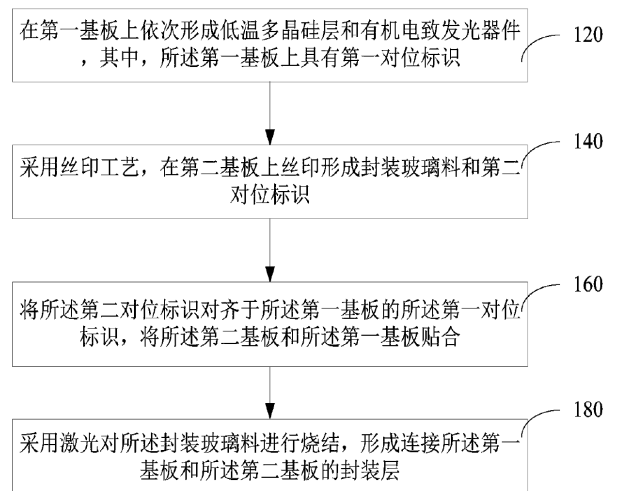 在第一基板上依次形成低温多晶硅层和有机电致发光器件
，其中，所述第一基板上具有第一对位标识
120
采用丝印工艺，在第二基板上丝印形成封装玻璃料和第二
对位标识
140
将所述第二对位标识对齐于所述第一基板的所述第一对位
标识，将所述第二基板和所述第一基板贴合
160
采用激光对所述封装玻璃料进行烧结，形成连接所述第一
基板和所述第二基板的封装层
180